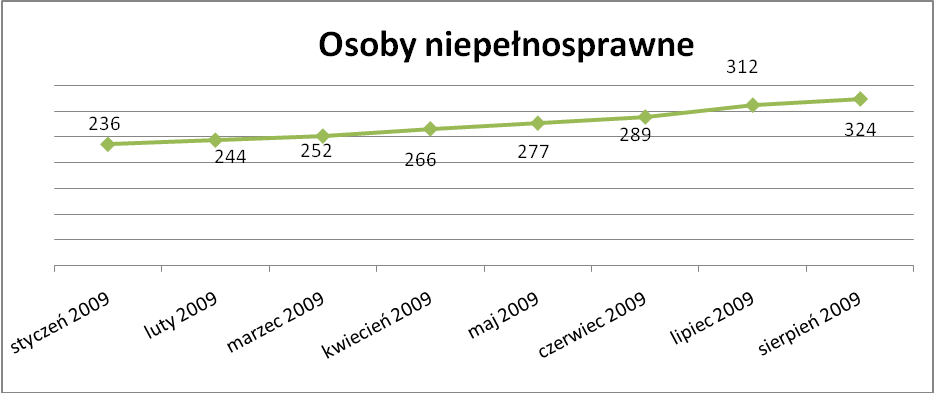 Osoby niepełnosprawne
236
244
252
266
277
289
312
324
styczeń 2009
luty 2009
marzec 2009
kwiecień 2009
maj 2009
czerwiec 2009
lipiec 2009
sierpień 2009